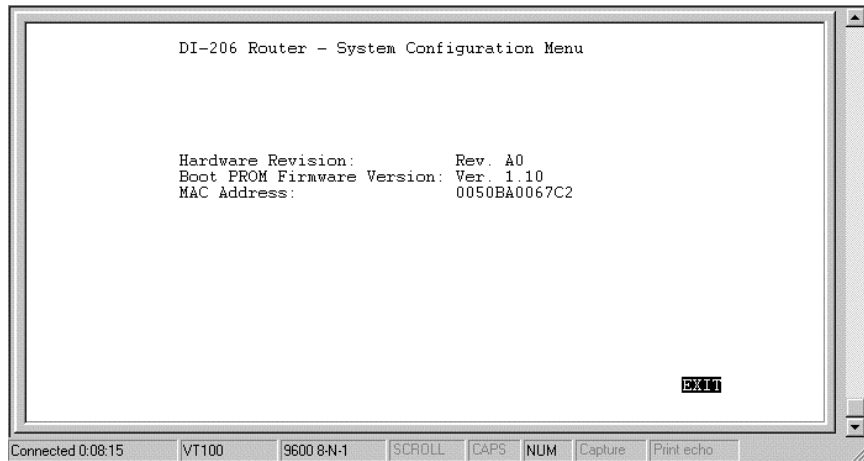 DI-206 Router - System Configuration Menu
Hardware Revision: Rev. A0
Boot PROM Firmware Version: Ver. 1.10
MAC Address: 0050BA0067C2
EXIT
Connected 0:08:15 VT100 9600 8-N-1 SCROLL CAPS NUM Capture Print echo